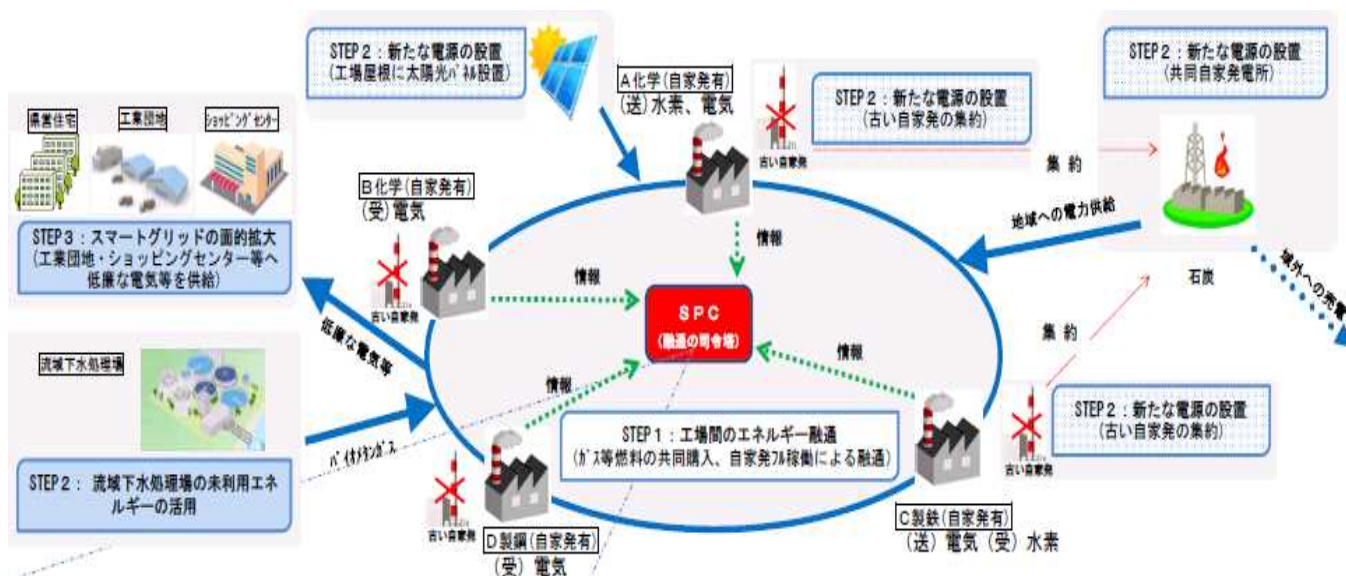 STEP2:新たな電源の設置
(工場屋根に太陽光パネル設置)
A化学(自家発有)
(送)水素、電気
古い自家発
STEP2:新たな電源の設置
(古い自家発の集約)
集約
STEP2:新たな電源の設置
(共同自家発電所)
石炭
地域への電力供給
域外への売電
県営住宅
工業団地
ショッピングセンター
STEP3:スマートグリッドの面的拡大
(工業団地・ショッピングセンター等へ
低廉な電気等を供給)
B化学(自家発有)
(受)電気
古い自家発
情報
情報
SPC
(融通の司令塔)
情報
情報
低廉な電気等
流域下水処理場
STEP2: 流域下水処理場の未利用エネ
ルギーの活用
バイオメタンガス
STEP1:工場間のエネルギー融通
(ガス等燃料の共同購入、自家発フル稼働による融通)
古い自家発
D製鋼(自家発有)
(受) 電気
C製鉄(自家発有)
(送) 電気 (受) 水素
古い自家発
集約
STEP2:新たな電源の設置
(古い自家発の集約)